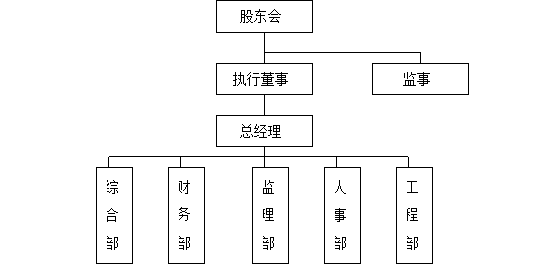 股东会
执行董事
监事
总经理
综合部
财务部
监理部
人事部
工程部